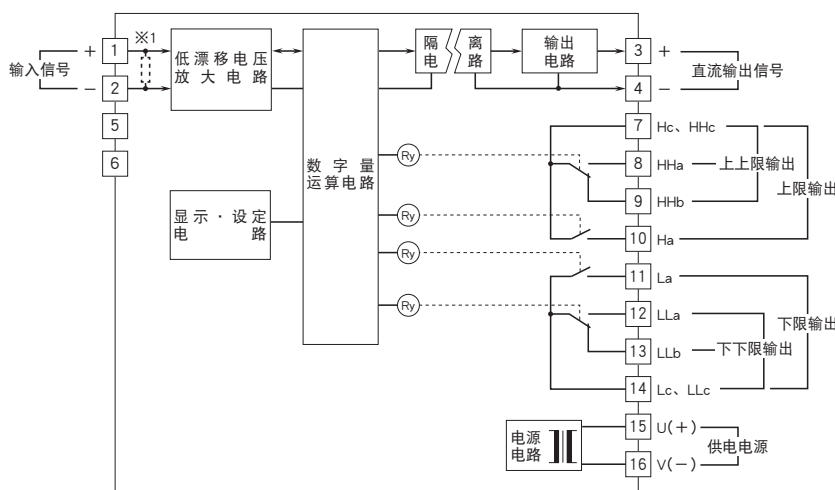 输入信号
+ 1
※1
− 2
5
6
低漂移电压
放大电路
数字量
运算电路
显示·设定
电路
隔离
电路
输出
电路
3 +
4 −
直流输出信号
Ry
Ry
Ry
Ry
7 Hc、HHc
8 HHa
上上限输出
9 HHb
上限输出
10 Ha
11 La
12 LLa
下限输出
13 LLb
下下限输出
14 Lc、LLc
电源
电路
15 U(+)
供电电源
16 V(−)